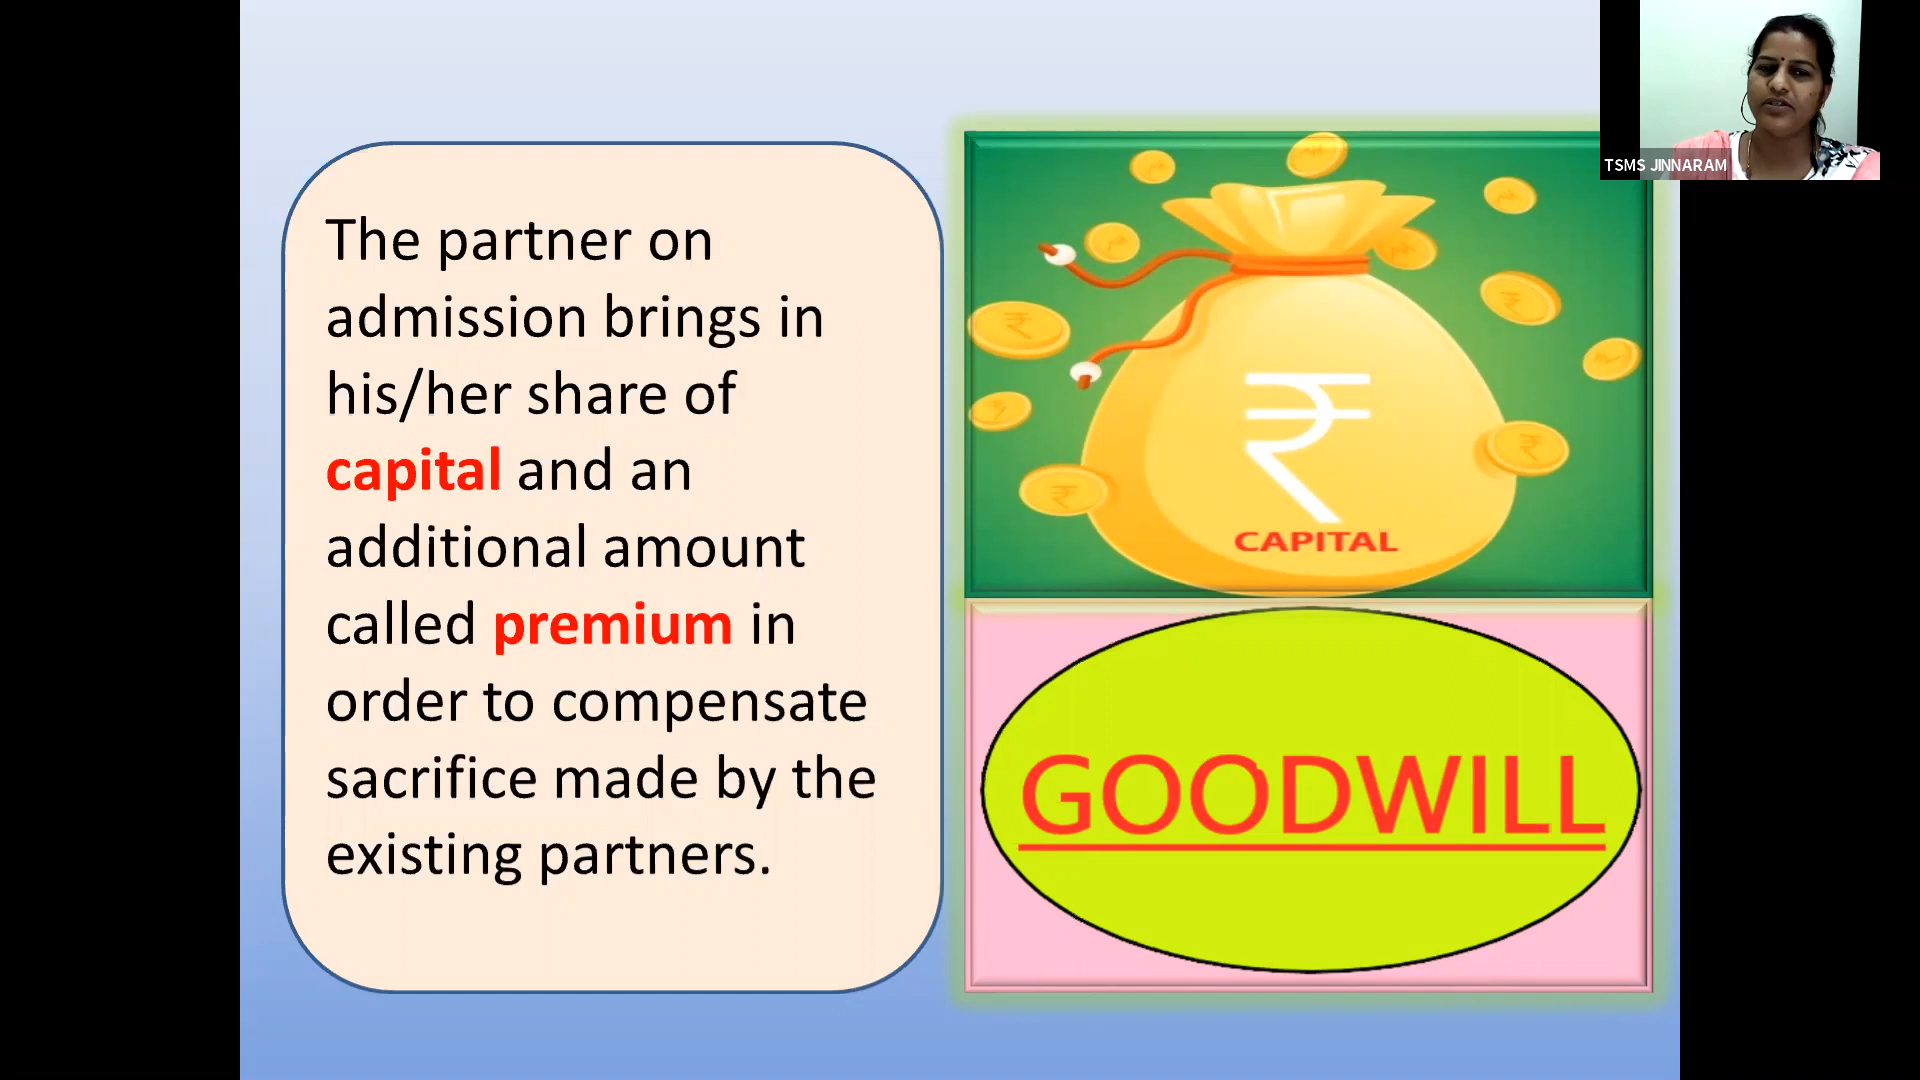 The partner on
admission brings in
his/her share of
capital and an
additional amount
called premium in
order to compensate
sacrifice made by the
existing partners.
₹
CAPITAL
GOODWILL
TSMS JINNARAM